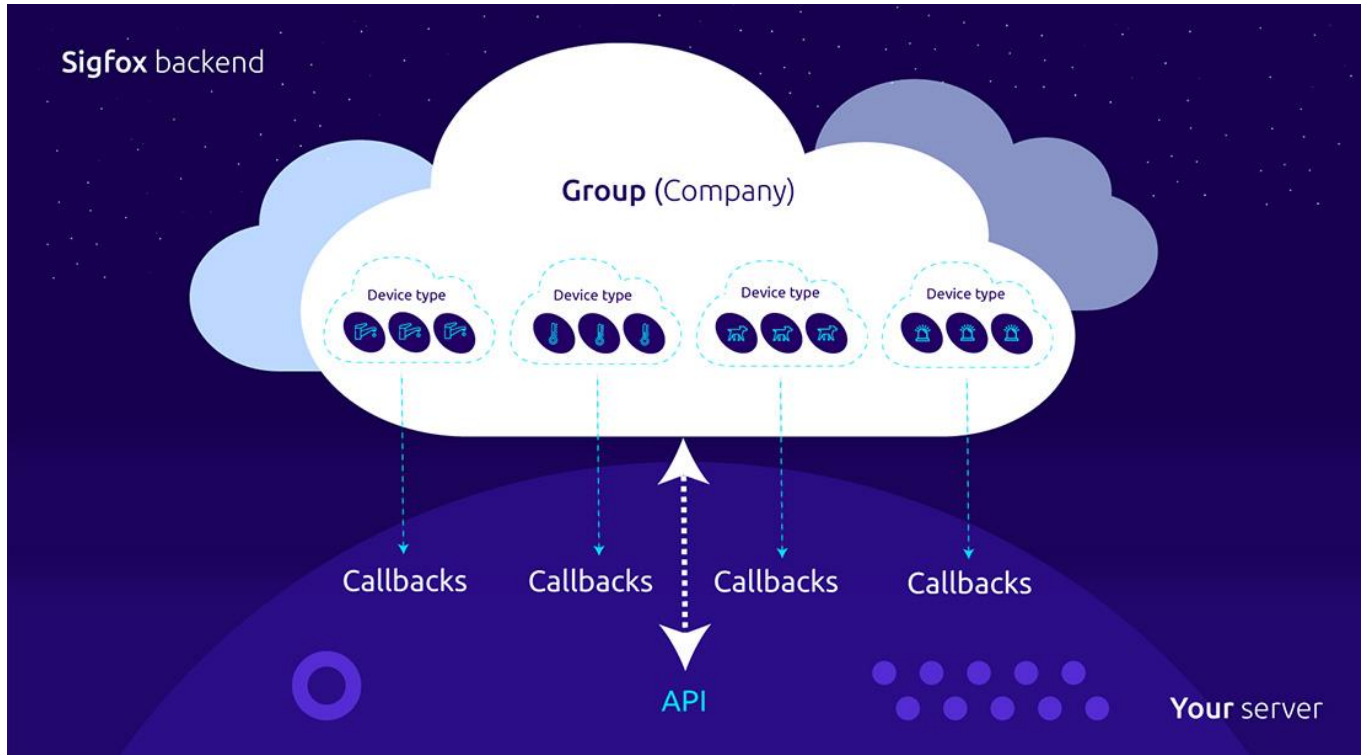 Sigfox backend
Group (Company)
Device type
Device type
Device type
Device type
Callbacks
Callbacks
Callbacks
Callbacks
API
Your server